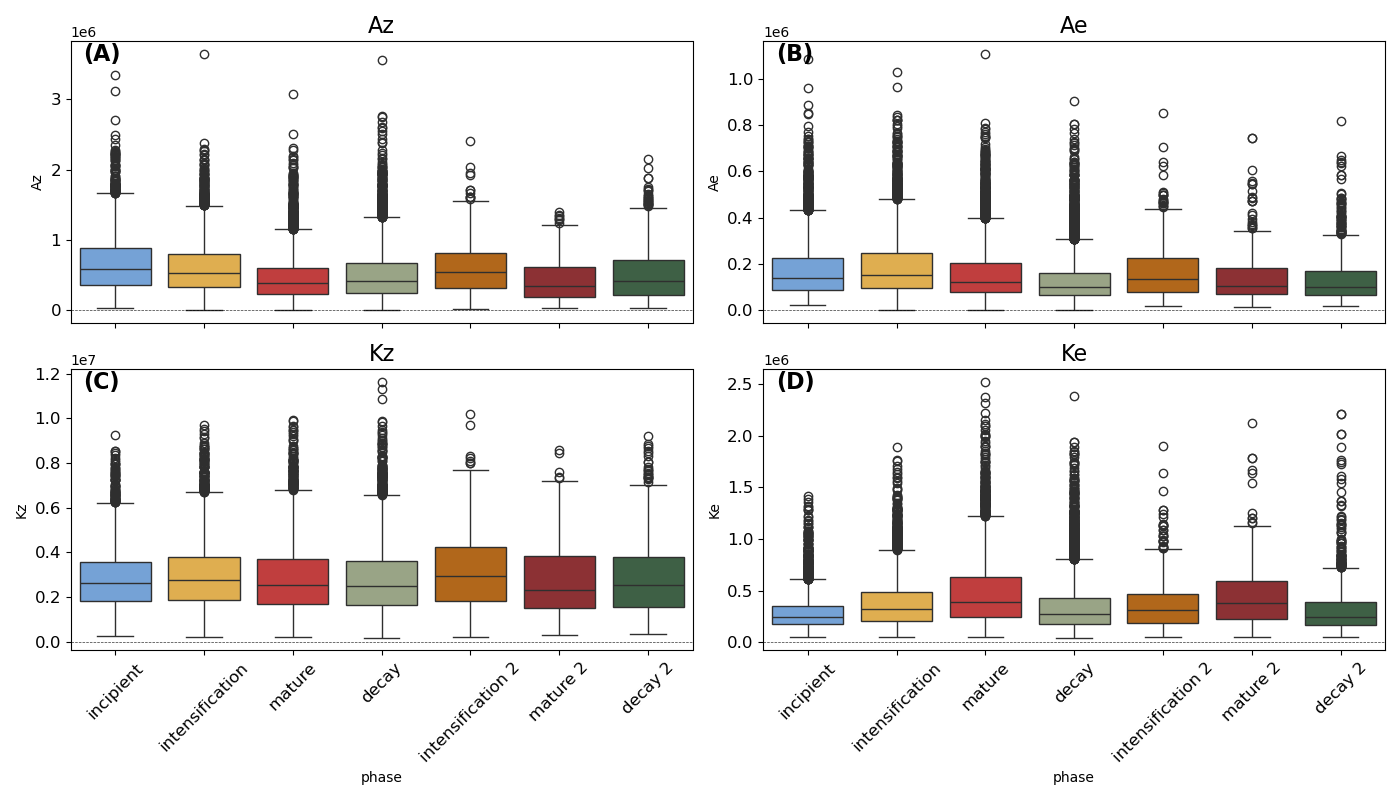 Az
1e6
(A)
3
2
1
0
Az
Ae
1e6
(B)
1.0
0.8
0.6
0.4
0.2
0.0
Ae
Kz
1e7
(C)
1.2
1.0
0.8
0.6
0.4
0.2
0.0
Kz
incipient
intensification
mature
decay
intensification 2
mature 2
decay 2
phase
Ke
1e6
(D)
2.5
2.0
1.5
1.0
0.5
0.0
Ke
incipient
intensification
mature
decay
intensification 2
mature 2
decay 2
phase